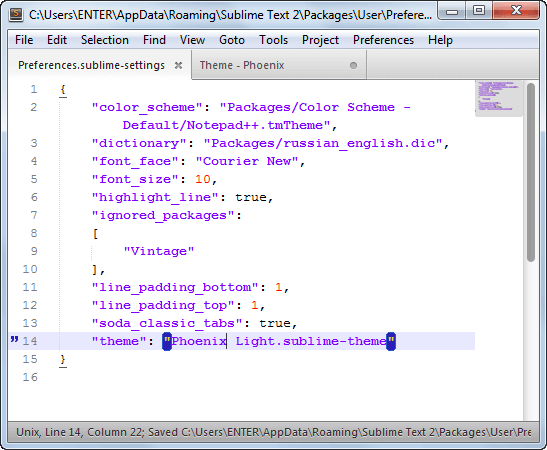 C:\Users\ENTER\AppData\Roaming\Sublime Text 2\Packages\User\Prefere...
File Edit Selection Find View Goto Tools Project Preferences Help
Preferences.sublime-settings Theme - Phoenix
1 {
2 "color_scheme": "Packages/Color Scheme -
Default/Notepad++.tmTheme",
3 "dictionary": "Packages/russian_english.dic",
4 "font_face": "Courier New",
5 "font_size": 10,
6 "highlight_line": true,
7 "ignored_packages":
8 [
9 "Vintage"
10 ],
11 "line_padding_bottom": 1,
12 "line_padding_top": 1,
13 "soda_classic_tabs": true,
14 "theme": "Phoenix Light.sublime-theme"
15 }
16
Unix, Line 14, Column 22; Saved C:\Users\ENTER\AppData\Roaming\Sublime Text 2\Packages\User\Pre